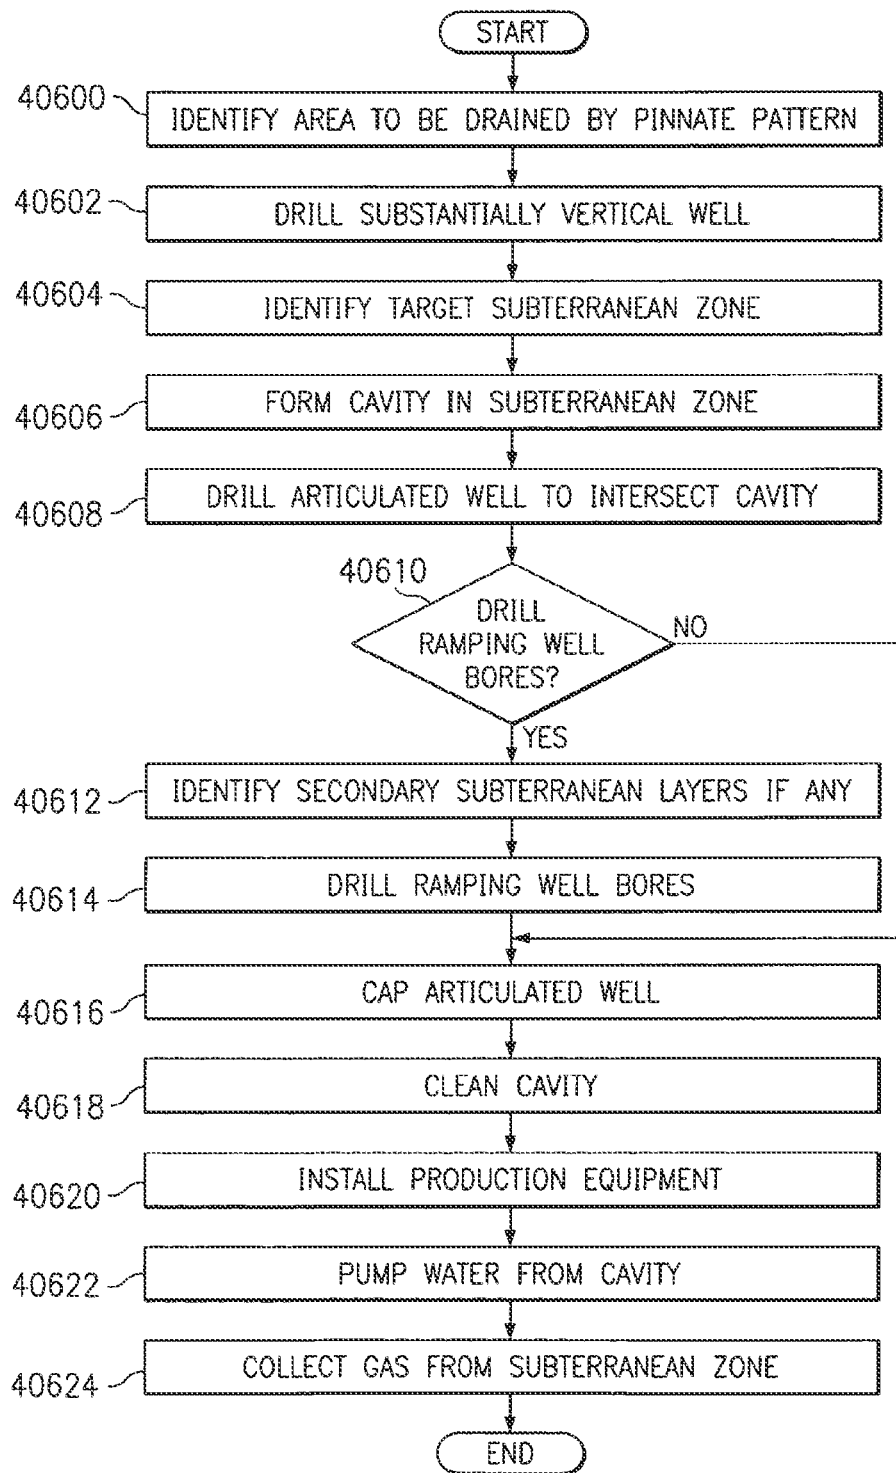 START
40600
IDENTIFY AREA TO BE DRAINED BY PINNATE PATTERN
40602
DRILL SUBSTANTIALLY VERTICAL WELL
40604
IDENTIFY TARGET SUBTERRANEAN ZONE
40606
FORM CAVITY IN SUBTERRANEAN ZONE
40608
DRILL ARTICULATED WELL TO INTERSECT CAVITY
40610
DRILL
RAMPING WELL
BORES?
NO
YES
40612
IDENTIFY SECONDARY SUBTERRANEAN LAYERS IF ANY
40614
DRILL RAMPING WELL BORES
40616
CAP ARTICULATED WELL
40618
CLEAN CAVITY
40620
INSTALL PRODUCTION EQUIPMENT
40622
PUMP WATER FROM CAVITY
40624
COLLECT GAS FROM SUBTERRANEAN ZONE
END